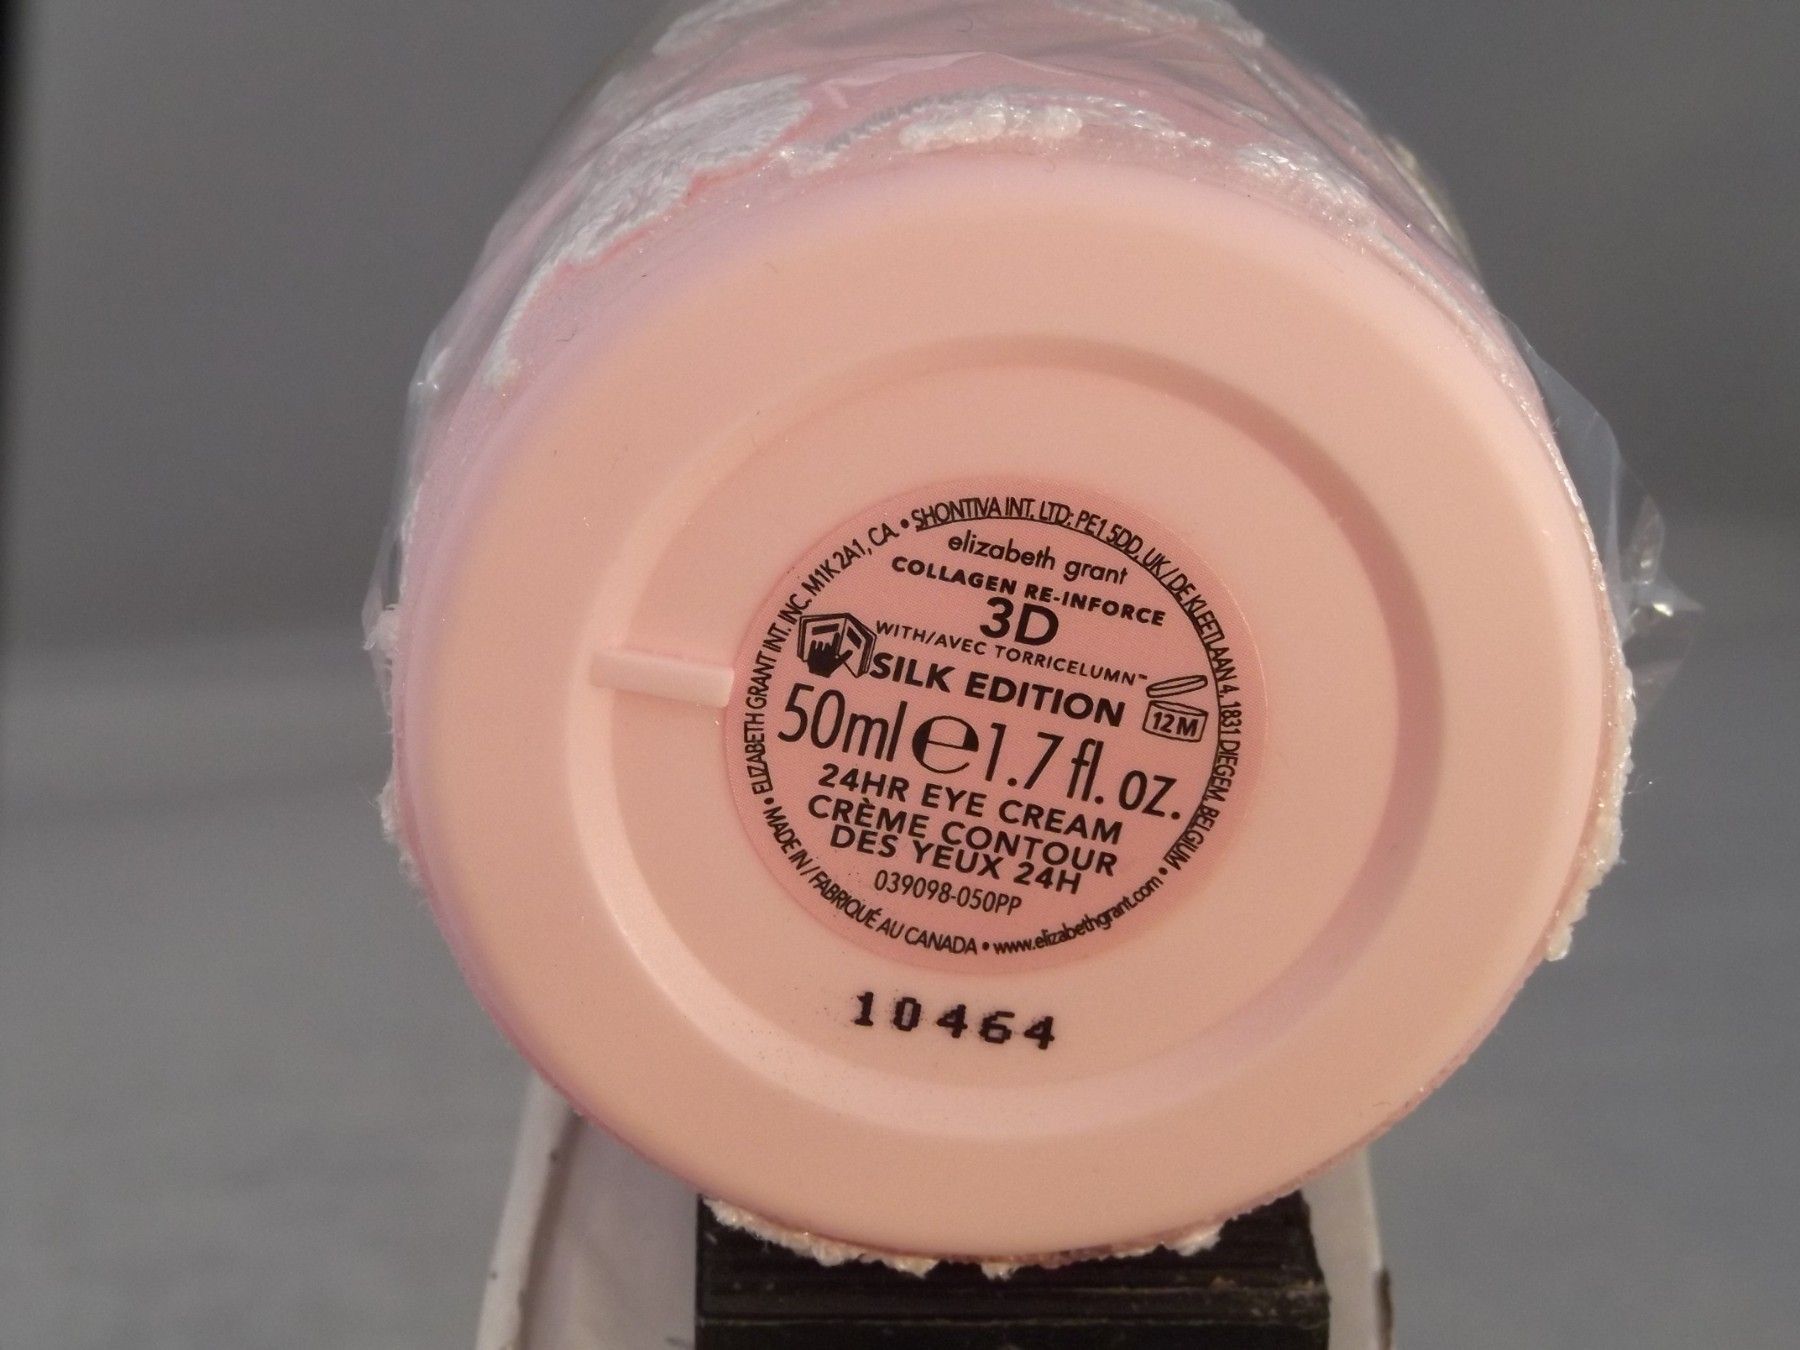 • ELIZABETH GRANT INT. INC. M1K 2A1, CA. • SHONTIVA INT. LTD: PE1 5DD, UK / DE KLEETLAAN 4, 1831 DIEGEM, BELGIUM •
elizabeth grant
COLLAGEN RE-INFORCE
3D
WITH/AVEC TORRICELUMN™
SILK EDITION
12M
50ml e 1.7 fl. oz.
24HR EYE CREAM
CRÈME CONTOUR
DES YEUX 24H
039098-050PP
MADE IN / FABRIQUÉ AU CANADA • www.elizabethgrant.com
10464